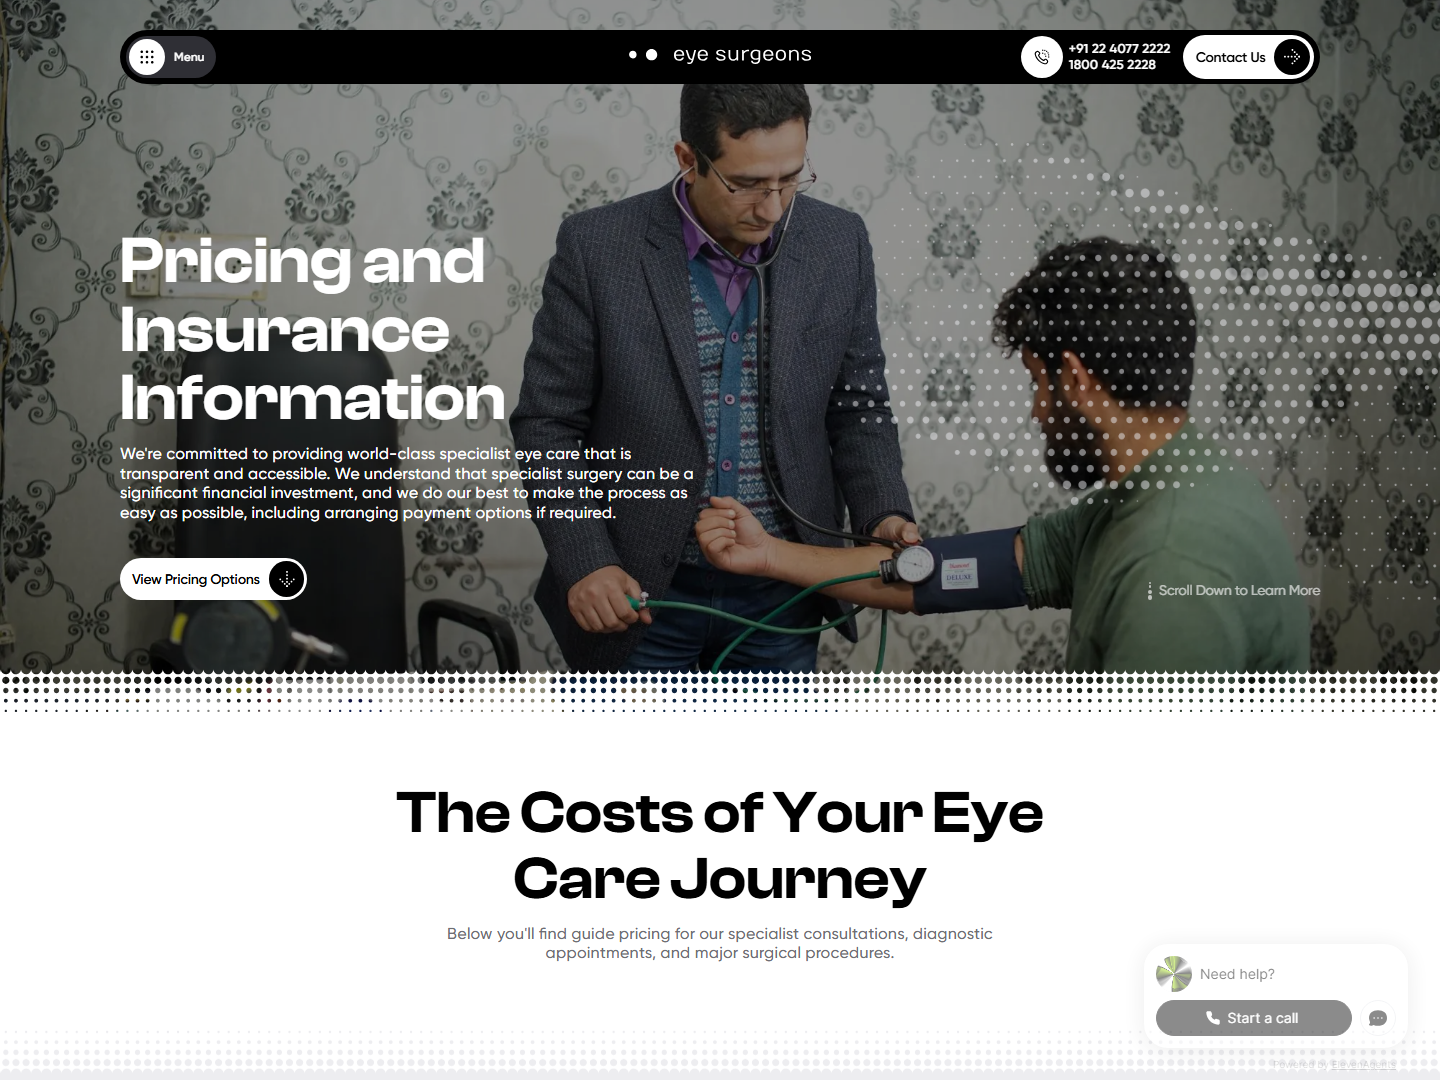 Menu
eye surgeons
+91 22 4077 2222
1800 425 2228
Contact Us
Pricing and
Insurance
Information
We're committed to providing world-class specialist eye care that is
transparent and accessible. We understand that specialist surgery can be a
significant financial investment, and we do our best to make the process as
easy as possible, including arranging payment options if required.
View Pricing Options
DELUXE
Scroll Down to Learn More
The Costs of Your Eye
Care Journey
Below you'll find guide pricing for our specialist consultations, diagnostic
appointments, and major surgical procedures.
Need help?
Start a call
Powered by ElevenAgents